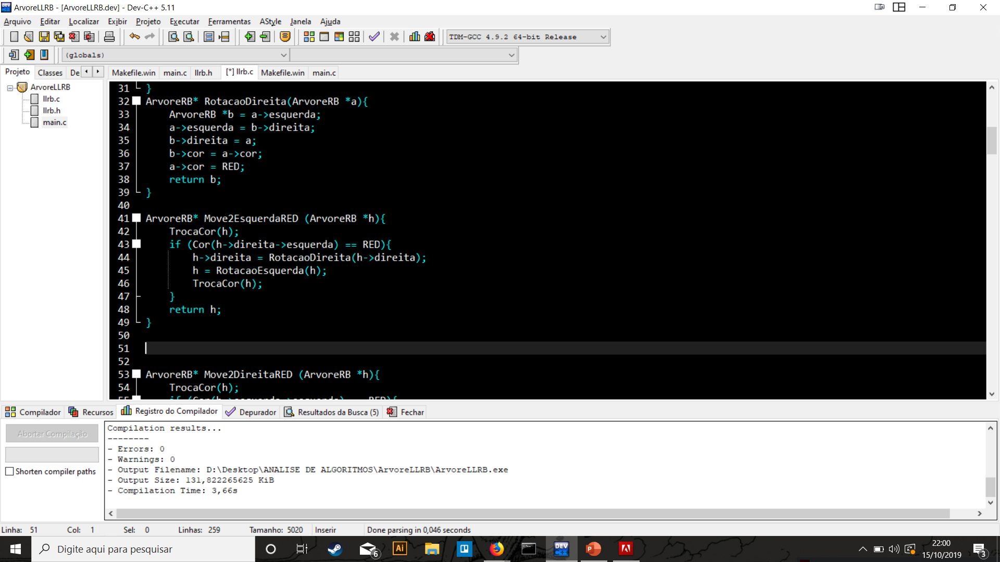 ArvoreLLRB - [ArvoreLLRB.dev] - Dev-C++ 5.11
Arquivo Editar Localizar Exibir Projeto Executar Ferramentas AStyle Janela Ajuda
TDM-GCC 4.9.2 64-bit Release
(globals)
Projeto Classes De
Makefile.win main.c llrb.h [*] llrb.c Makefile.win main.c
ArvoreLLRB
llrb.c
llrb.h
main.c
31 }
32 ArvoreRB* RotacaoDireita(ArvoreRB *a){
33 ArvoreRB *b = a->esquerda;
34 a->esquerda = b->direita;
35 b->direita = a;
36 b->cor = a->cor;
37 a->cor = RED;
38 return b;
39 }
40
41 ArvoreRB* Move2EsquerdaRED (ArvoreRB *h){
42 TrocaCor(h);
43 if (Cor(h->direita->esquerda) == RED){
44 h->direita = RotacaoDireita(h->direita);
45 h = RotacaoEsquerda(h);
46 TrocaCor(h);
47 }
48 return h;
49 }
50
51
52
53 ArvoreRB* Move2DireitaRED (ArvoreRB *h){
54 TrocaCor(h);
Compilador Recursos Registro do Compilador Depurador Resultados da Busca (5) Fechar
Abortar Compilação
Shorten compiler paths
Compilation results...
--------
- Errors: 0
- Warnings: 0
- Output Filename: D:\Desktop\ANALISE DE ALGORITMOS\ArvoreLLRB\ArvoreLLRB.exe
- Output Size: 131,822265625 KiB
- Compilation Time: 3,66s
Linha: 51 Col: 1 Sel: 0 Linhas: 259 Tamanho: 5020 Inserir Done parsing in 0,046 seconds
Digite aqui para pesquisar
6
Ai
DEV C++
P
22:00
15/10/2019
3